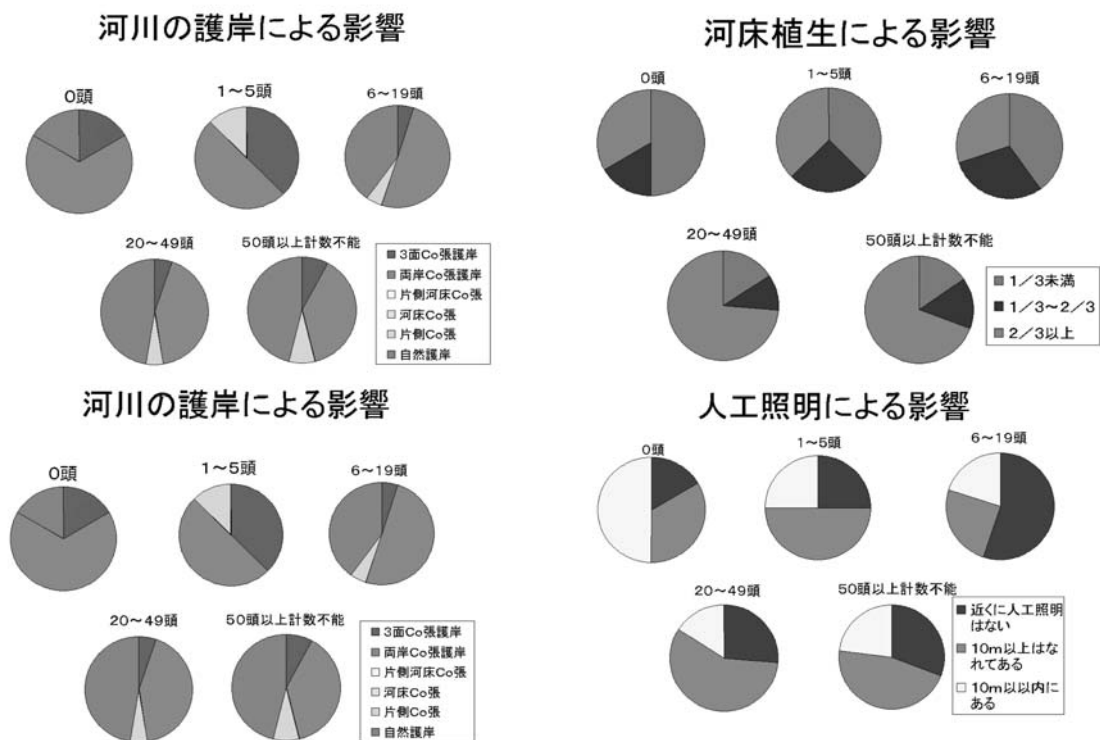 河川の護岸による影響
0頭
1～5頭
6～19頭
20～49頭
50頭以上計数不能
3面Co張護岸
両岸Co張護岸
片側河床Co張
河床Co張
片側Co張
自然護岸
河床植生による影響
0頭
1～5頭
6～19頭
20～49頭
50頭以上計数不能
1／3未満
1／3～2／3
2／3以上
河川の護岸による影響
0頭
1～5頭
6～19頭
20～49頭
50頭以上計数不能
3面Co張護岸
両岸Co張護岸
片側河床Co張
河床Co張
片側Co張
自然護岸
人工照明による影響
0頭
1～5頭
6～19頭
20～49頭
50頭以上計数不能
近くに人工照明
はない
10m以上はな
れてある
10m以以内に
ある